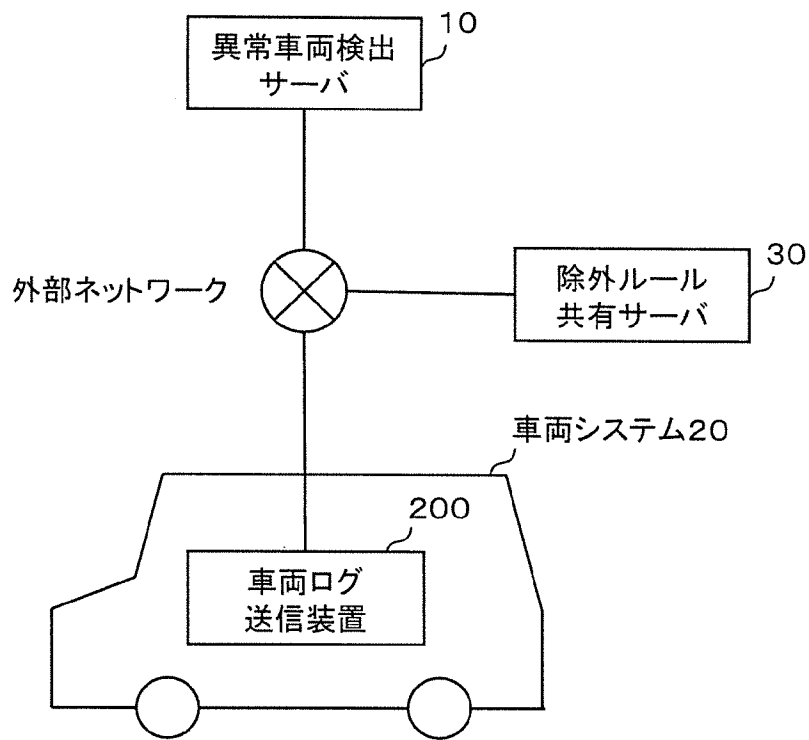 10
異常車両検出
サーバ
外部ネットワーク
30
除外ルール
共有サーバ
車両システム20
200
車両ログ
送信装置